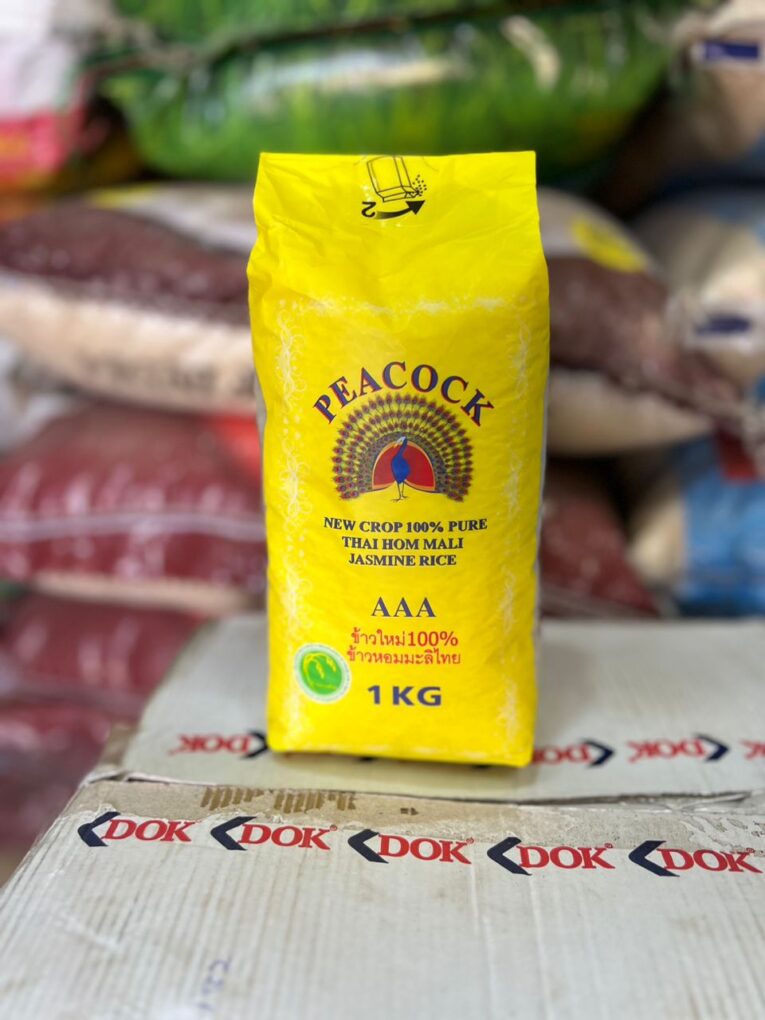 2
PEACOCK
NEW CROP 100% PURE
THAI HOM MALI
JASMINE RICE
AAA
ข้าวใหม่100%
ข้าวหอมมะลิไทย
1 KG
DOK DOK DOK
DOK DOK® DOK® DOK® DOK®